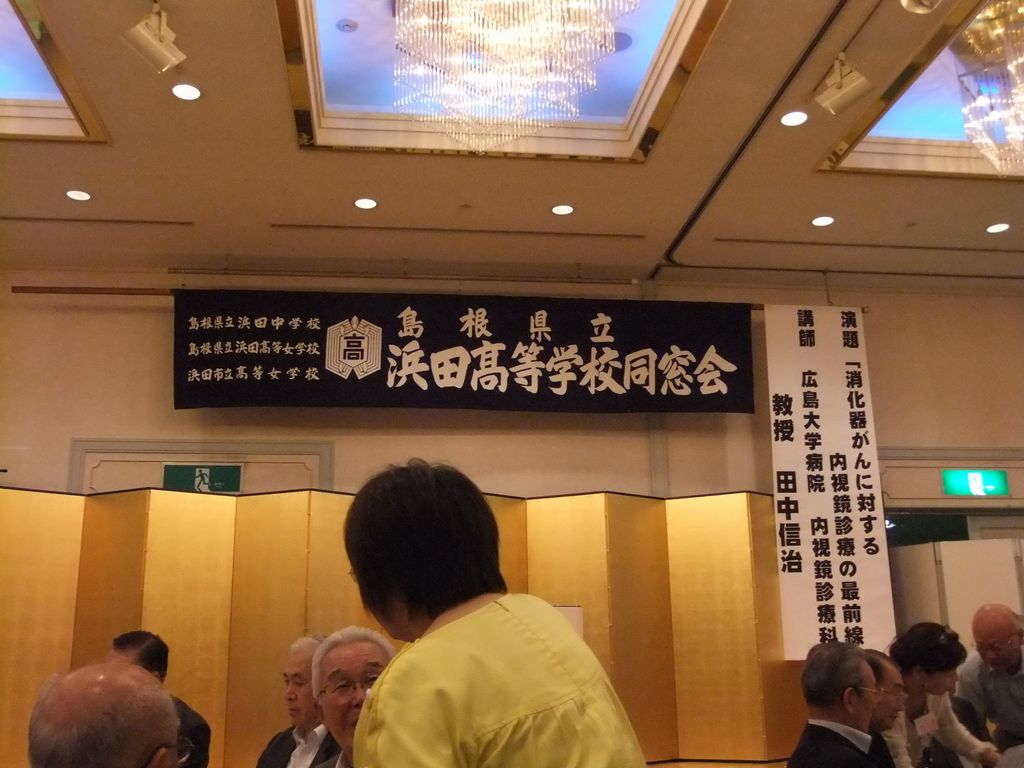 島根県立浜田中学校
島根県立浜田高等女学校
浜田市立高等女学校
高
島根県立
浜田高等学校同窓会
演題 「消化器がんに対する
内視鏡診療の最前線
講師 広島大学病院 内視鏡診療科
教授 田中信治